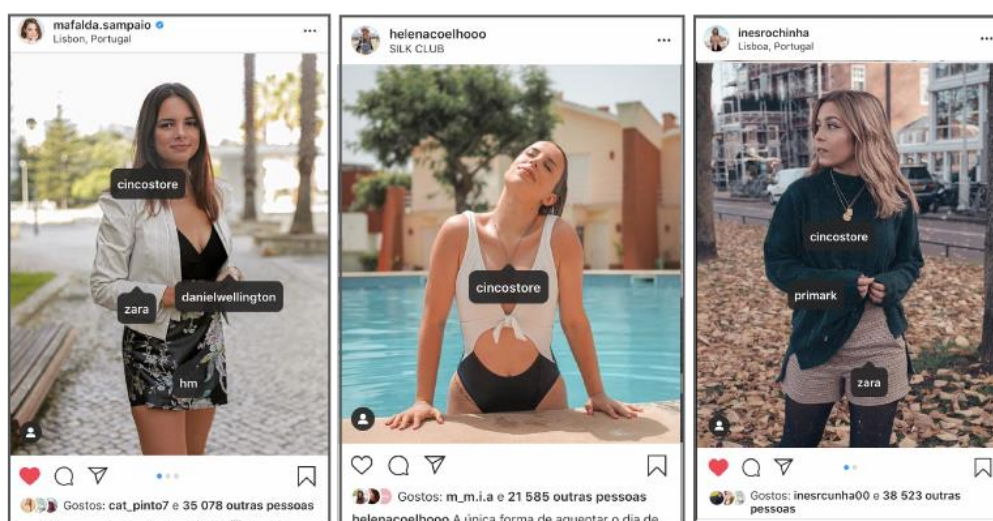 mafalda.sampaio
Lisbon, Portugal
cincostore
zara
danielwellington
hm
Gostos: cat_pinto7 e 35 078 outras pessoas
helenacoelhooo
SILK CLUB
cincostore
Gostos: m_m.i.a e 21 585 outras pessoas
helenacoelhooo A única forma de aguentar o dia de
inesrochinha
Lisboa, Portugal
cincostore
primark
zara
Gostos: inesrcunha00 e 38 523 outras
pessoas